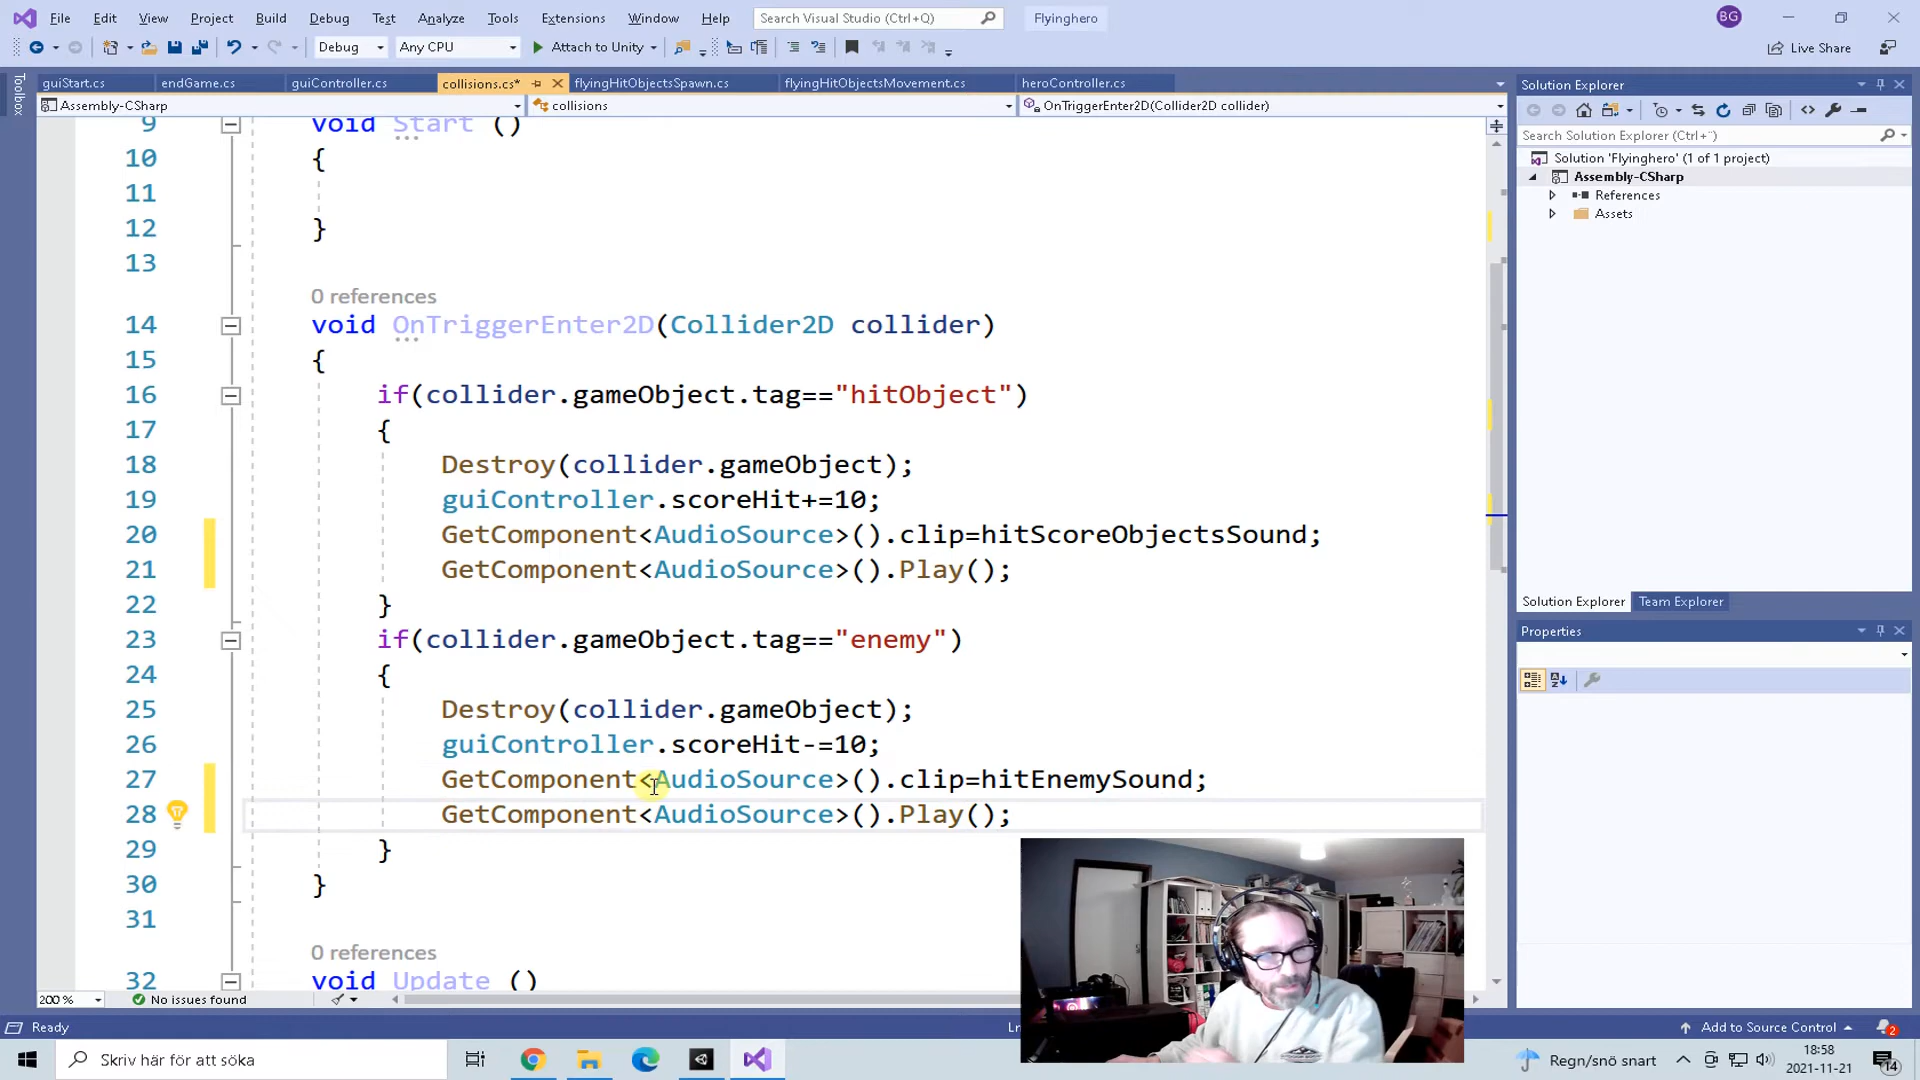 File Edit View Project Build Debug Test Analyze Tools Extensions Window Help Search Visual Studio (Ctrl+Q) Flyinghero BG
Debug Any CPU Attach to Unity Live Share
Toolbox
guiStart.cs endGame.cs guiController.cs collisions.cs* flyingHitObjectsSpawn.cs flyingHitObjectsMovement.cs heroController.cs
Assembly-CSharp collisions OnTriggerEnter2D(Collider2D collider)
9 void Start ()
10 {
11
12 }
13
0 references
14 void OnTriggerEnter2D(Collider2D collider)
15 {
16 if(collider.gameObject.tag=="hitObject")
17 {
18 Destroy(collider.gameObject);
19 guiController.scoreHit+=10;
20 GetComponent<AudioSource>().clip=hitScoreObjectsSound;
21 GetComponent<AudioSource>().Play();
22 }
23 if(collider.gameObject.tag=="enemy")
24 {
25 Destroy(collider.gameObject);
26 guiController.scoreHit-=10;
27 GetComponent<AudioSource>().clip=hitEnemySound;
28 GetComponent<AudioSource>().Play();
29 }
30 }
31
0 references
32 void Update ()
200 % No issues found
Solution Explorer
Search Solution Explorer (Ctrl+¨)
Solution 'Flyinghero' (1 of 1 project)
Assembly-CSharp
References
Assets
Solution Explorer Team Explorer
Properties
Ready Ln Add to Source Control 2
Skriv här för att söka Regn/snö snart 18:58
2021-11-21 14